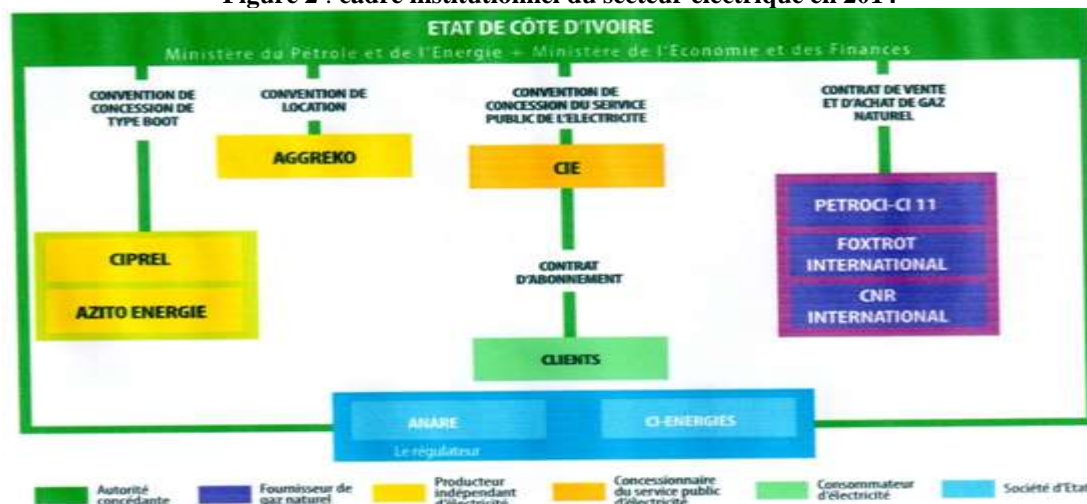 Figure 2 : cadre institutionnel du secteur électrique en 2014
ETAT DE CÔTE D'IVOIRE
Ministère du Pétrole et de l'Energie + Ministère de l'Economie et des Finances
CONVENTION DE
CONCESSION DE
TYPE BOOT
CIPREL
AZITO ENERGIE
CONVENTION DE
LOCATION
AGGREKO
CONVENTION DE
CONCESSION DU SERVICE
PUBLIC DE L'ELECTRICITE
CIE
CONTRAT
D'ABONNEMENT
CLIENTS
CONTRAT DE VENTE
ET D'ACHAT DE GAZ
NATUREL
PETROCI-CI 11
FOXTROT
INTERNATIONAL
CNR
INTERNATIONAL
ANARE
Le régulateur
CI-ENERGIES
Autorité
concédante
Fournisseur de
gaz naturel
Producteur
indépendant
d'électricité
Concessionnaire
du service public
d'électricité
Consommateur
d'électricité
Société d'Etat